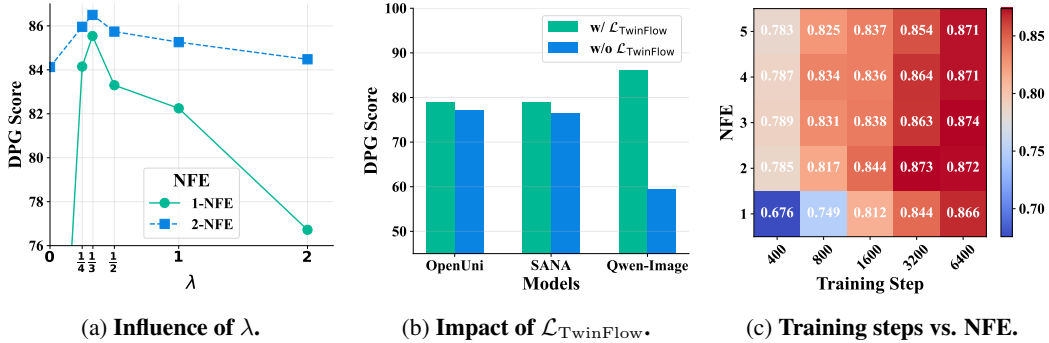 DPG Score
86
84
82
80
78
76
NFE
1-NFE
2-NFE
0
1/4
1/3
1/2
1
2
λ
(a) Influence of λ.
DPG Score
100
90
80
70
60
50
w/ ℒTwinFlow
w/o ℒTwinFlow
OpenUni SANA Qwen-Image
Models
(b) Impact of ℒTwinFlow.
NFE
5 0.783 0.825 0.837 0.854 0.871
4 0.787 0.834 0.836 0.864 0.871
3 0.789 0.831 0.838 0.863 0.874
2 0.785 0.817 0.844 0.873 0.872
1 0.676 0.749 0.812 0.844 0.866
400 800 1600 3200 6400
Training Step
0.85
0.80
0.75
0.70
(c) Training steps vs. NFE.